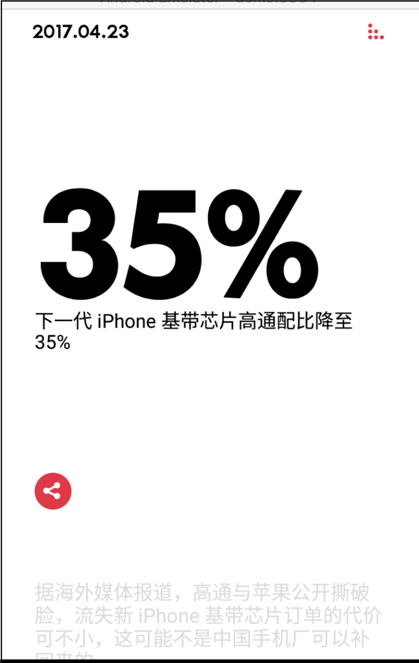 2017.04.23
35%
下一代 iPhone 基带芯片高通配比降至
35%
据海外媒体报道，高通与苹果公开撕破
脸，流失新 iPhone 基带芯片订单的代价
可不小，这可能不是中国手机厂可以补
回来的